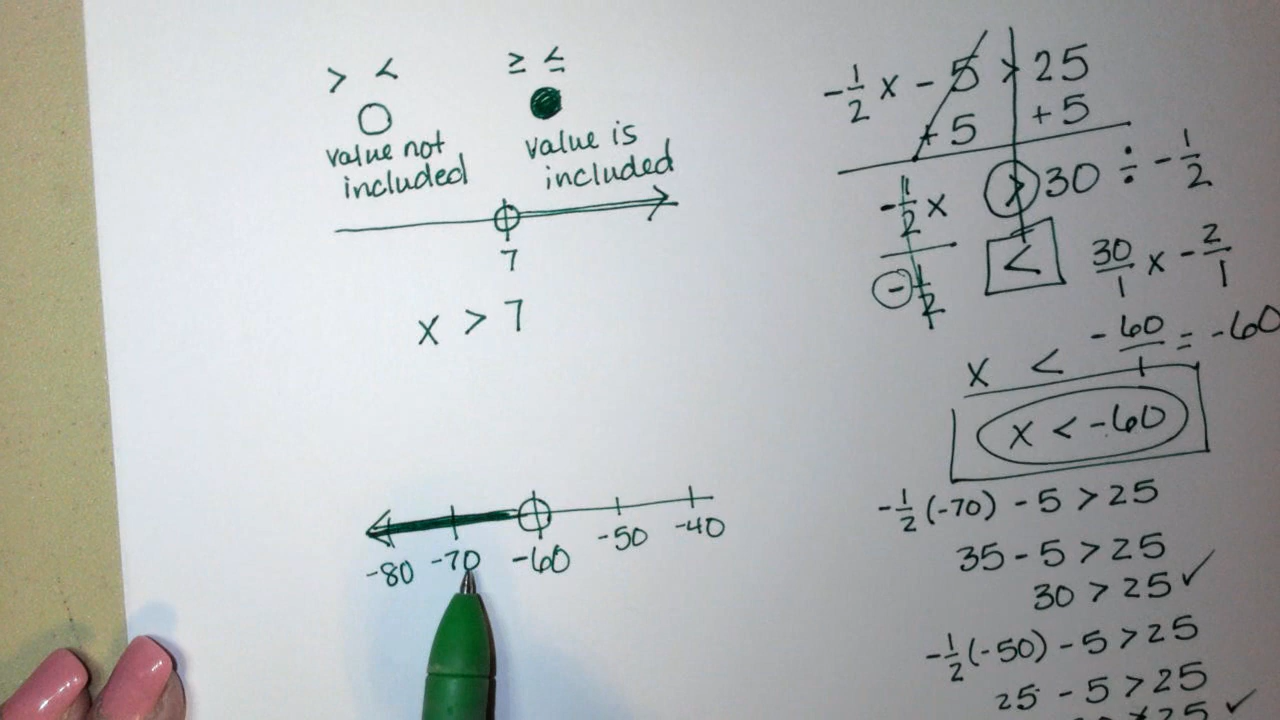 > <
≥ ≤
value not
included
value is
included
7
x > 7
-80 -70 -60 -50 -40
-1/2 x - 5 > 25
+5 +5
-1/2 x > 30 ÷ -1/2
-1/2 < 30/1 x -2/1
x < -60/1 = -60
x < -60
-1/2 (-70) - 5 > 25
35 - 5 > 25
30 > 25 ✓
-1/2 (-50) - 5 > 25
25 - 5 > 25
25 ✓